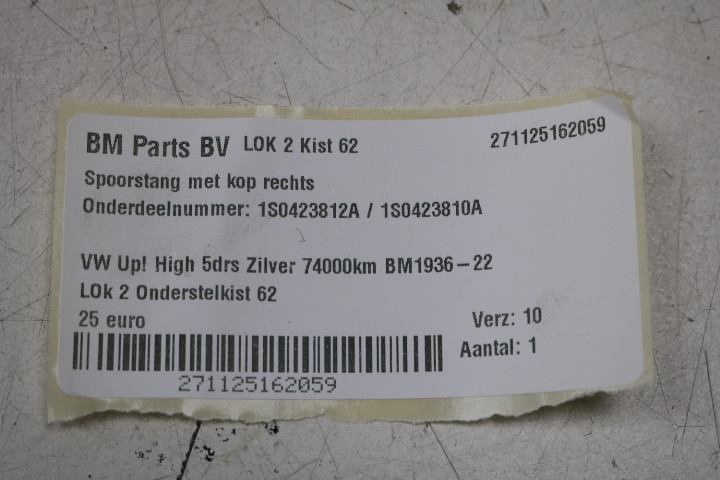 BM Parts BV LOK 2 Kist 62 271125162059
Spoorstang met kop rechts
Onderdeelnummer: 1S0423812A / 1S0423810A
VW Up! High 5drs Zilver 74000km BM1936-22
LOk 2 Onderstelkist 62
25 euro Verz: 10
Aantal: 1
271125162059